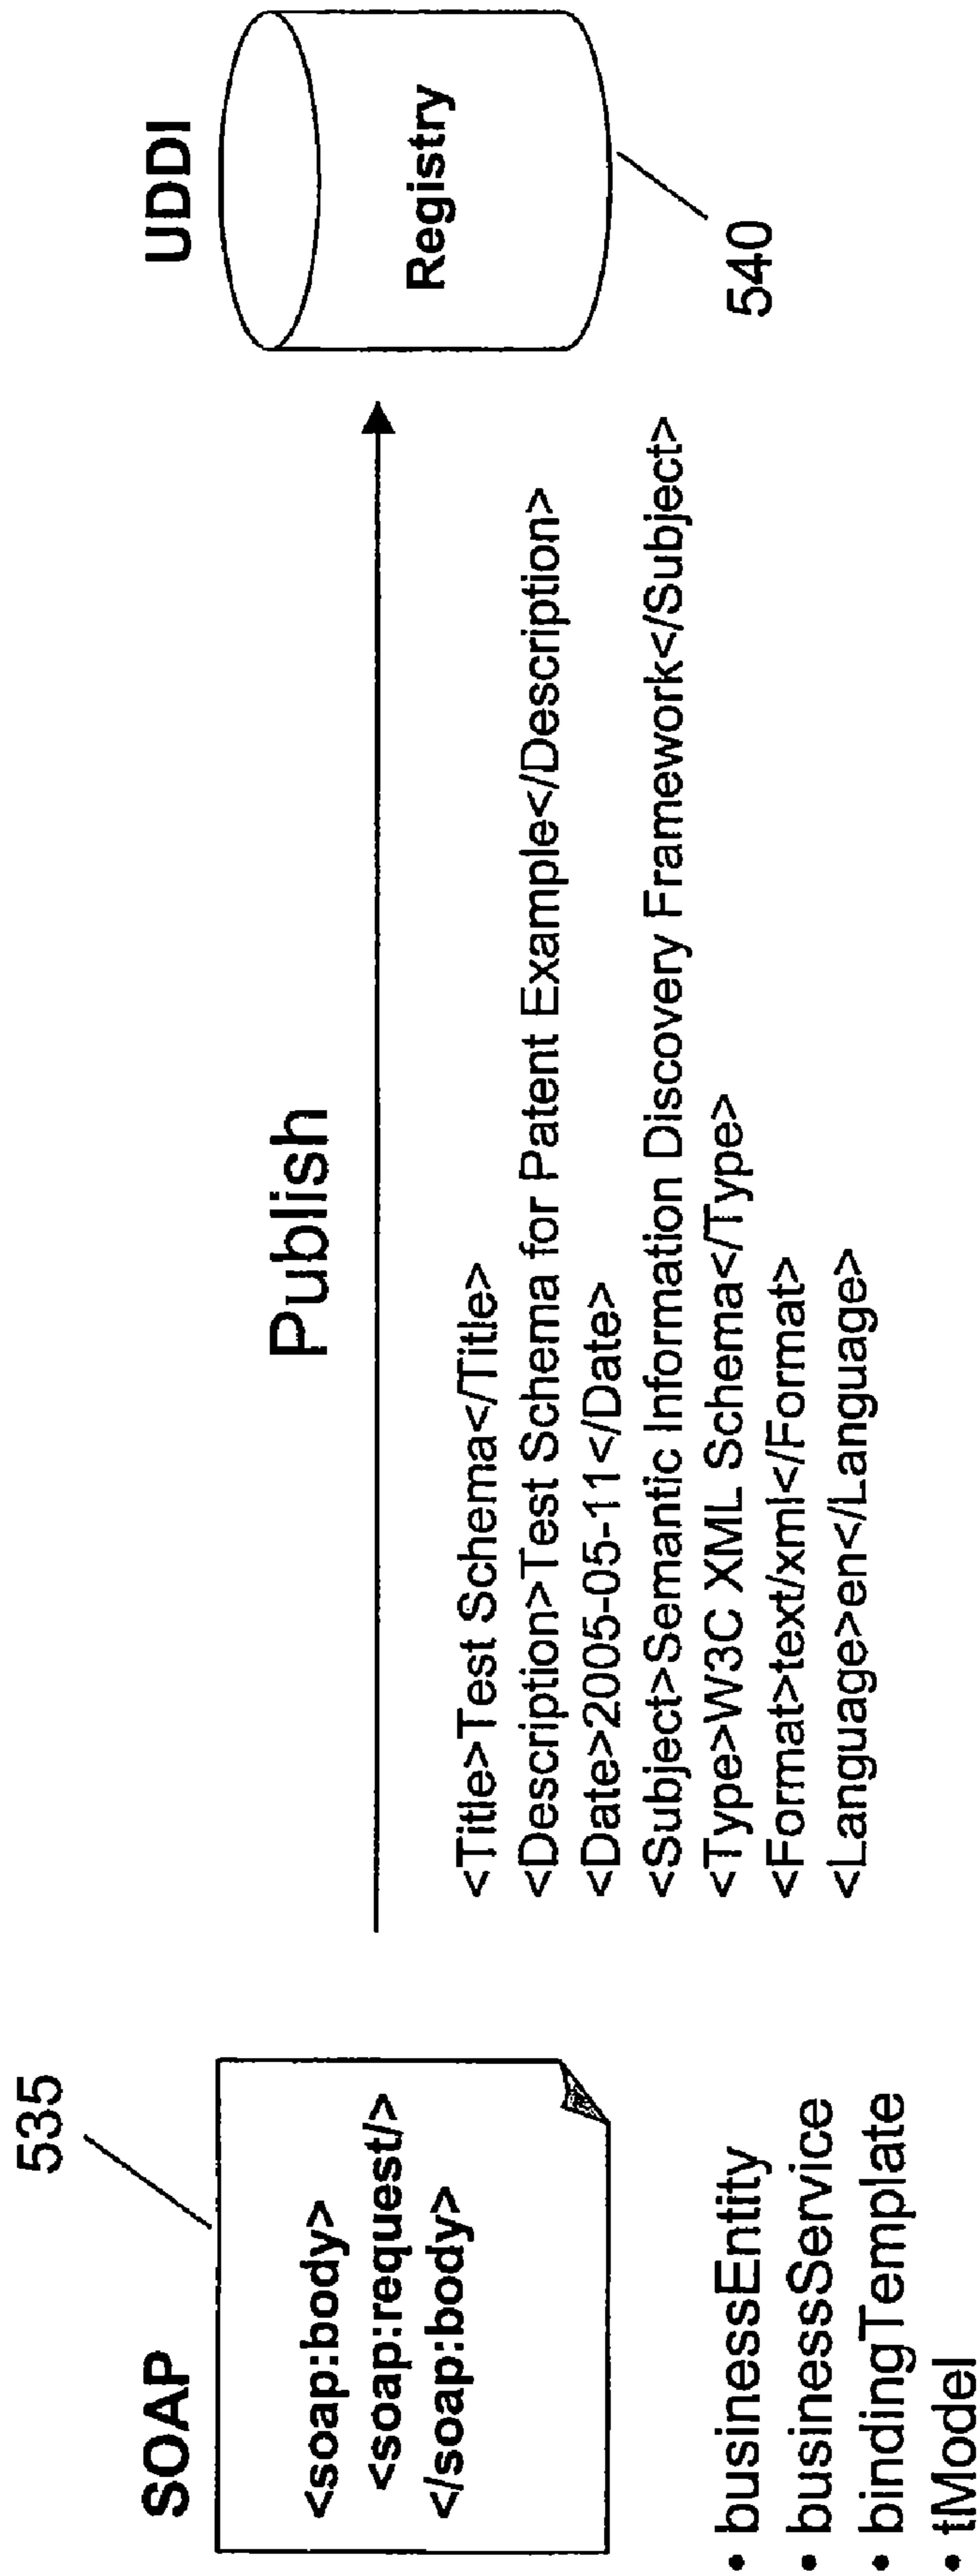 SOAP
535
<soap:body>
<soap:request/>
</soap:body>
• businessEntity
• businessService
• bindingTemplate
• tModel
Publish
<Title>Test Schema</Title>
<Description>Test Schema for Patent Example</Description>
<Date>2005-05-11</Date>
<Subject>Semantic Information Discovery Framework</Subject>
<Type>W3C XML Schema</Type>
<Format>text/xml</Format>
<Language>en</Language>
UDDI
Registry
540